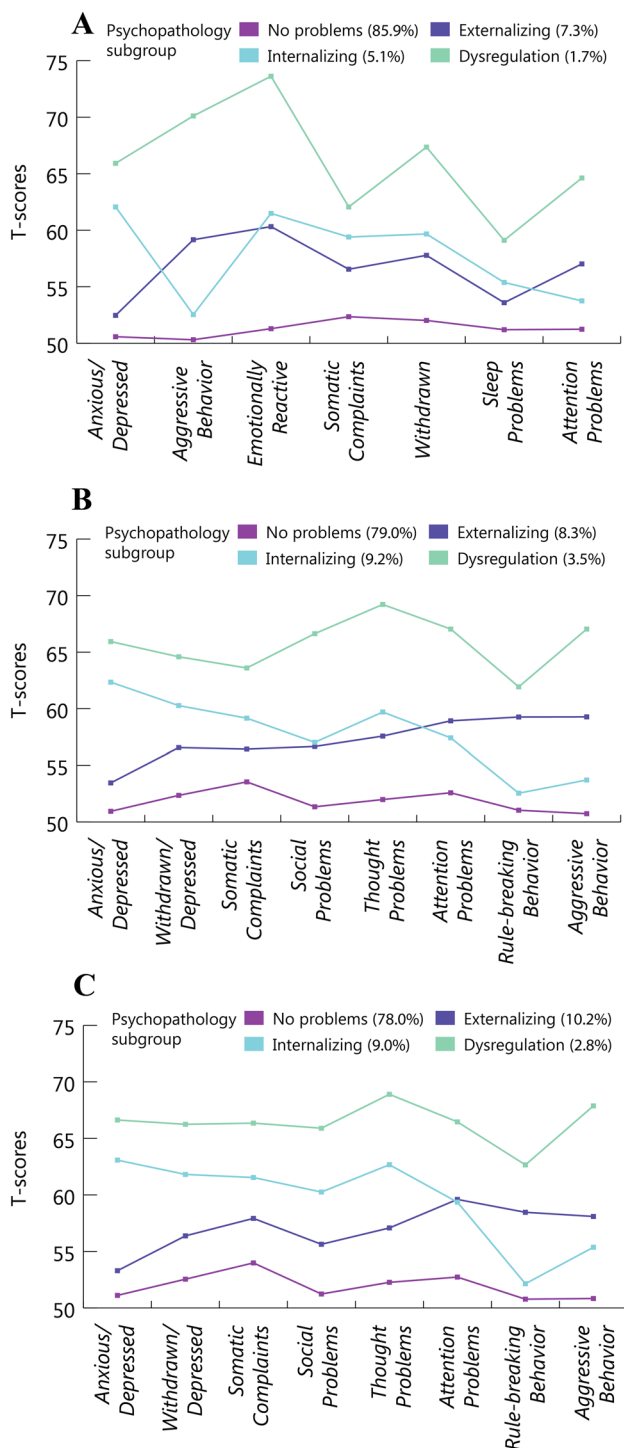 A
Psychopathology
subgroup
No problems (85.9%)
Externalizing (7.3%)
Internalizing (5.1%)
Dysregulation (1.7%)
75
70
65
60
55
50
T-scores
Anxious/
Depressed
Aggressive
Behavior
Emotionally
Reactive
Somatic
Complaints
Withdrawn
Sleep
Problems
Attention
Problems
B
Psychopathology
subgroup
No problems (79.0%)
Externalizing (8.3%)
Internalizing (9.2%)
Dysregulation (3.5%)
75
70
65
60
55
50
T-scores
Anxious/
Depressed
Withdrawn/
Depressed
Somatic
Complaints
Social
Problems
Thought
Problems
Attention
Problems
Rule-breaking
Behavior
Aggressive
Behavior
C
Psychopathology
subgroup
No problems (78.0%)
Externalizing (10.2%)
Internalizing (9.0%)
Dysregulation (2.8%)
75
70
65
60
55
50
T-scores
Anxious/
Depressed
Withdrawn/
Depressed
Somatic
Complaints
Social
Problems
Thought
Problems
Attention
Problems
Rule-breaking
Behavior
Aggressive
Behavior